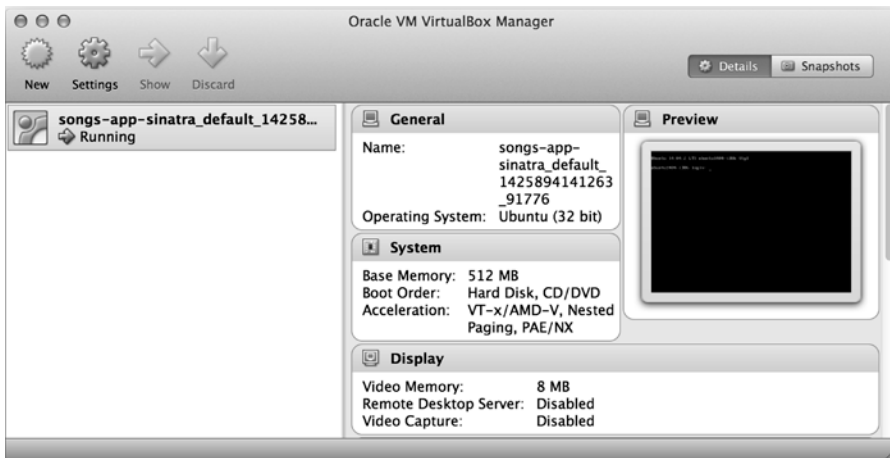 Oracle VM VirtualBox Manager
New Settings Show Discard
Details Snapshots
songs-app-sinatra_default_14258...
Running
General
Name: songs-app-
sinatra_default_
1425894141263
_91776
Operating System: Ubuntu (32 bit)
System
Base Memory: 512 MB
Boot Order: Hard Disk, CD/DVD
Acceleration: VT-x/AMD-V, Nested
Paging, PAE/NX
Display
Video Memory: 8 MB
Remote Desktop Server: Disabled
Video Capture: Disabled
Preview